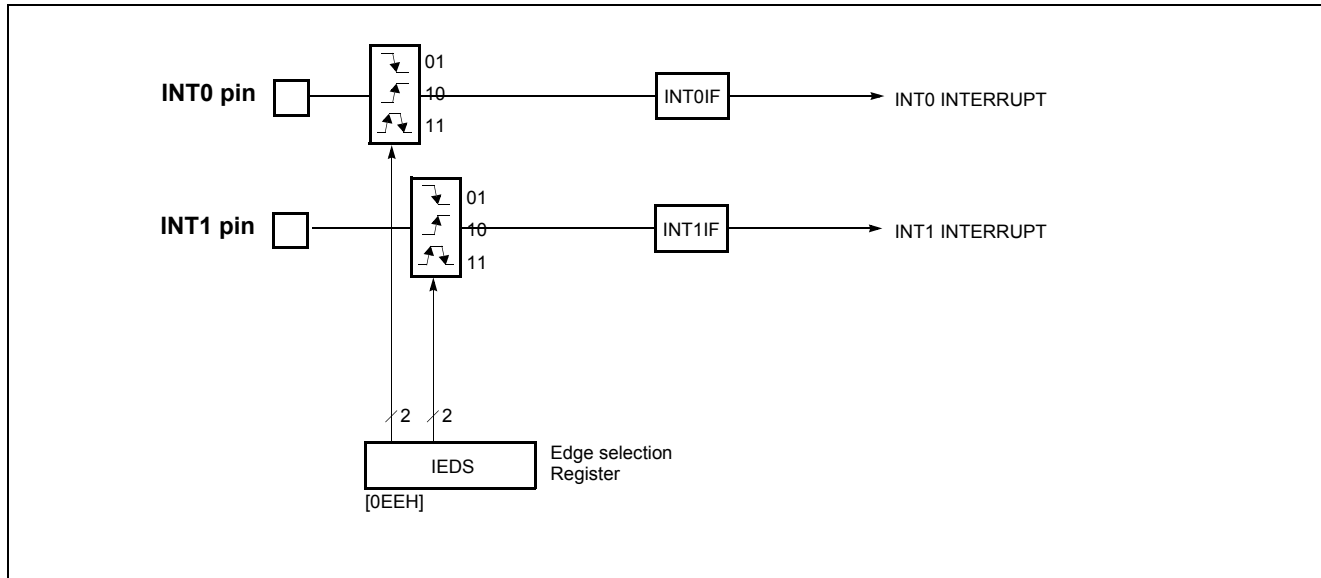 01
INT0 pin
10
INT0IF
INT0 INTERRUPT
11
01
INT1 pin
10
INT1IF
INT1 INTERRUPT
11
2
2
IEDS
Edge selection
Register
[0EEH]